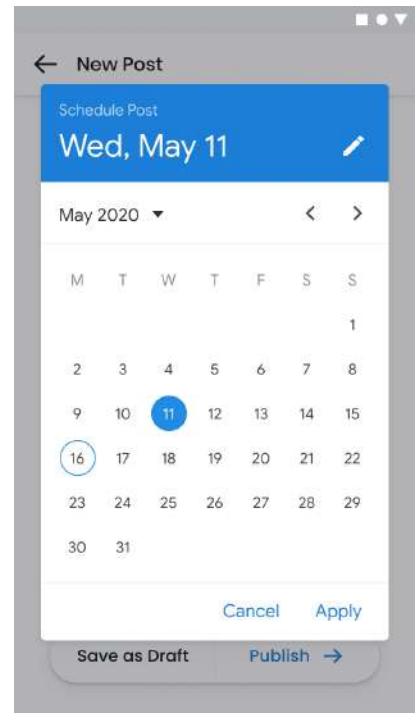 New Post
Schedule Post
Wed, May 11
May 2020
M T W T F S S
1
2 3 4 5 6 7 8
9 10 11 12 13 14 15
16 17 18 19 20 21 22
23 24 25 26 27 28 29
30 31
Cancel Apply
Save as Draft Publish